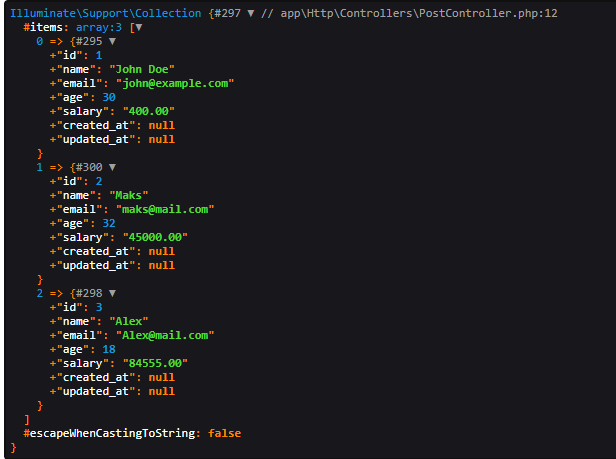 Illuminate\Support\Collection {#297 ▼ // app\Http\Controllers\PostController.php:12
  #items: array:3 [▼
    0 => {#295 ▼
      +"id": 1
      +"name": "John Doe"
      +"email": "john@example.com"
      +"age": 30
      +"salary": "400.00"
      +"created_at": null
      +"updated_at": null
    }
    1 => {#300 ▼
      +"id": 2
      +"name": "Maks"
      +"email": "maks@mail.com"
      +"age": 32
      +"salary": "45000.00"
      +"created_at": null
      +"updated_at": null
    }
    2 => {#298 ▼
      +"id": 3
      +"name": "Alex"
      +"email": "Alex@mail.com"
      +"age": 18
      +"salary": "84555.00"
      +"created_at": null
      +"updated_at": null
    }
  ]
  #escapeWhenCastingToString: false
}